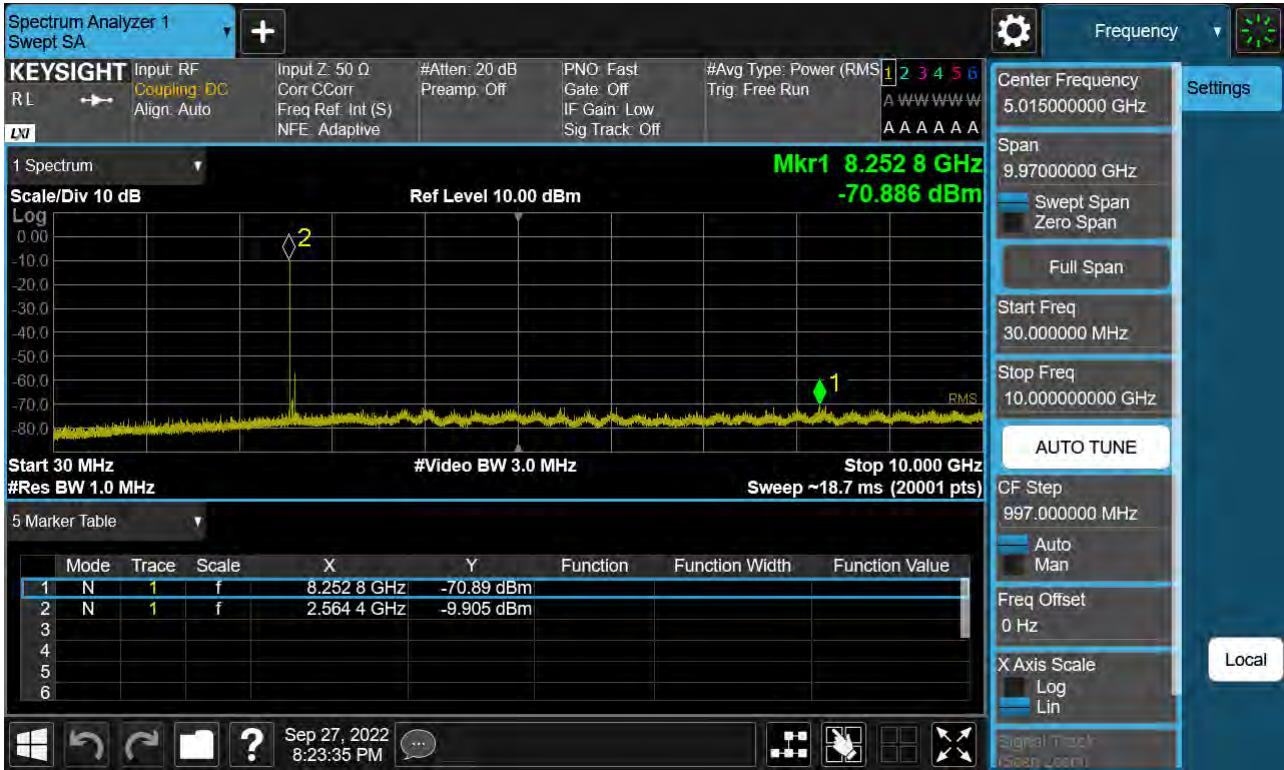 Spectrum Analyzer 1
Swept SA
Frequency
KEYSIGHT
RL
LXI
Input: RF
Coupling: DC
Align: Auto
Input Z: 50 Ω
Corr CCorr
Freq Ref: Int (S)
NFE: Adaptive
#Atten: 20 dB
Preamp: Off
PNO: Fast
Gate: Off
IF Gain: Low
Sig Track: Off
#Avg Type: Power (RMS
Trig: Free Run
1 2 3 4 5 6
A W W W W W
A A A A A A
1 Spectrum
Scale/Div 10 dB
Ref Level 10.00 dBm
Mkr1 8.252 8 GHz
-70.886 dBm
Log
0.00
-10.0
-20.0
-30.0
-40.0
-50.0
-60.0
-70.0
-80.0
2
1
RMS
Start 30 MHz
#Video BW 3.0 MHz
Stop 10.000 GHz
#Res BW 1.0 MHz
Sweep ~18.7 ms (20001 pts)
5 Marker Table
Mode Trace Scale X Y Function Function Width Function Value
1 N 1 f 8.252 8 GHz -70.89 dBm
2 N 1 f 2.564 4 GHz -9.905 dBm
3
4
5
6
Sep 27, 2022
8:23:35 PM
Center Frequency
5.015000000 GHz
Span
9.97000000 GHz
Swept Span
Zero Span
Full Span
Start Freq
30.000000 MHz
Stop Freq
10.000000000 GHz
AUTO TUNE
CF Step
997.000000 MHz
Auto
Man
Freq Offset
0 Hz
X Axis Scale
Log
Lin
Signal Track
(Span Zoom)
Settings
Local